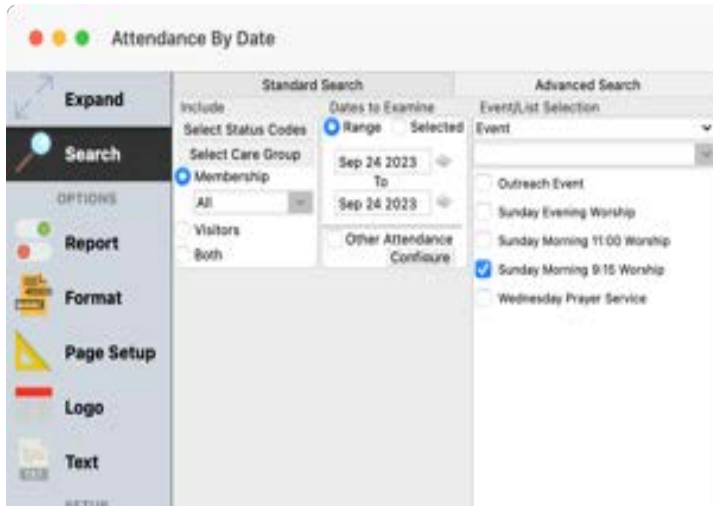 Attendance By Date
Expand
Search
OPTIONS
Report
Format
Page Setup
Logo
Text
SETUP
Standard Search
Advanced Search
Include
Select Status Codes
Select Care Group
Membership
All
Visitors
Both
Dates to Examine
Range Selected
Sep 24 2023
To
Sep 24 2023
Other Attendance
Configure
Event/List Selection
Event
Outreach Event
Sunday Evening Worship
Sunday Morning 11:00 Worship
Sunday Morning 9:15 Worship
Wednesday Prayer Service